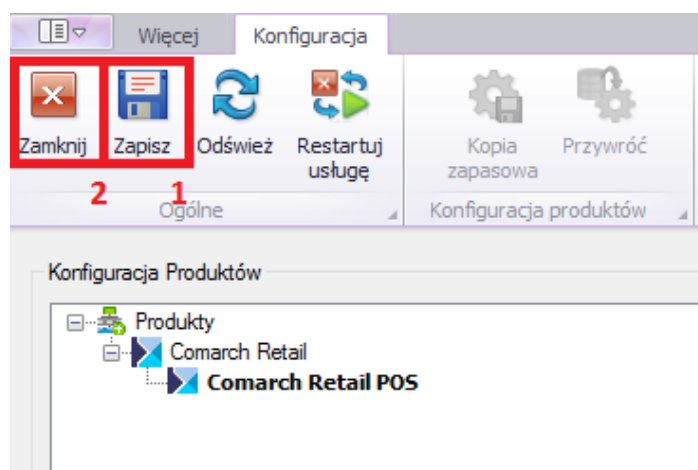 Więcej Konfiguracja
Zamknij Zapisz Odśwież Restartuj usługę Kopia zapasowa Przywróć
2 1
Ogólne Konfiguracja produktów
Konfiguracja Produktów
Produkty
Comarch Retail
Comarch Retail POS